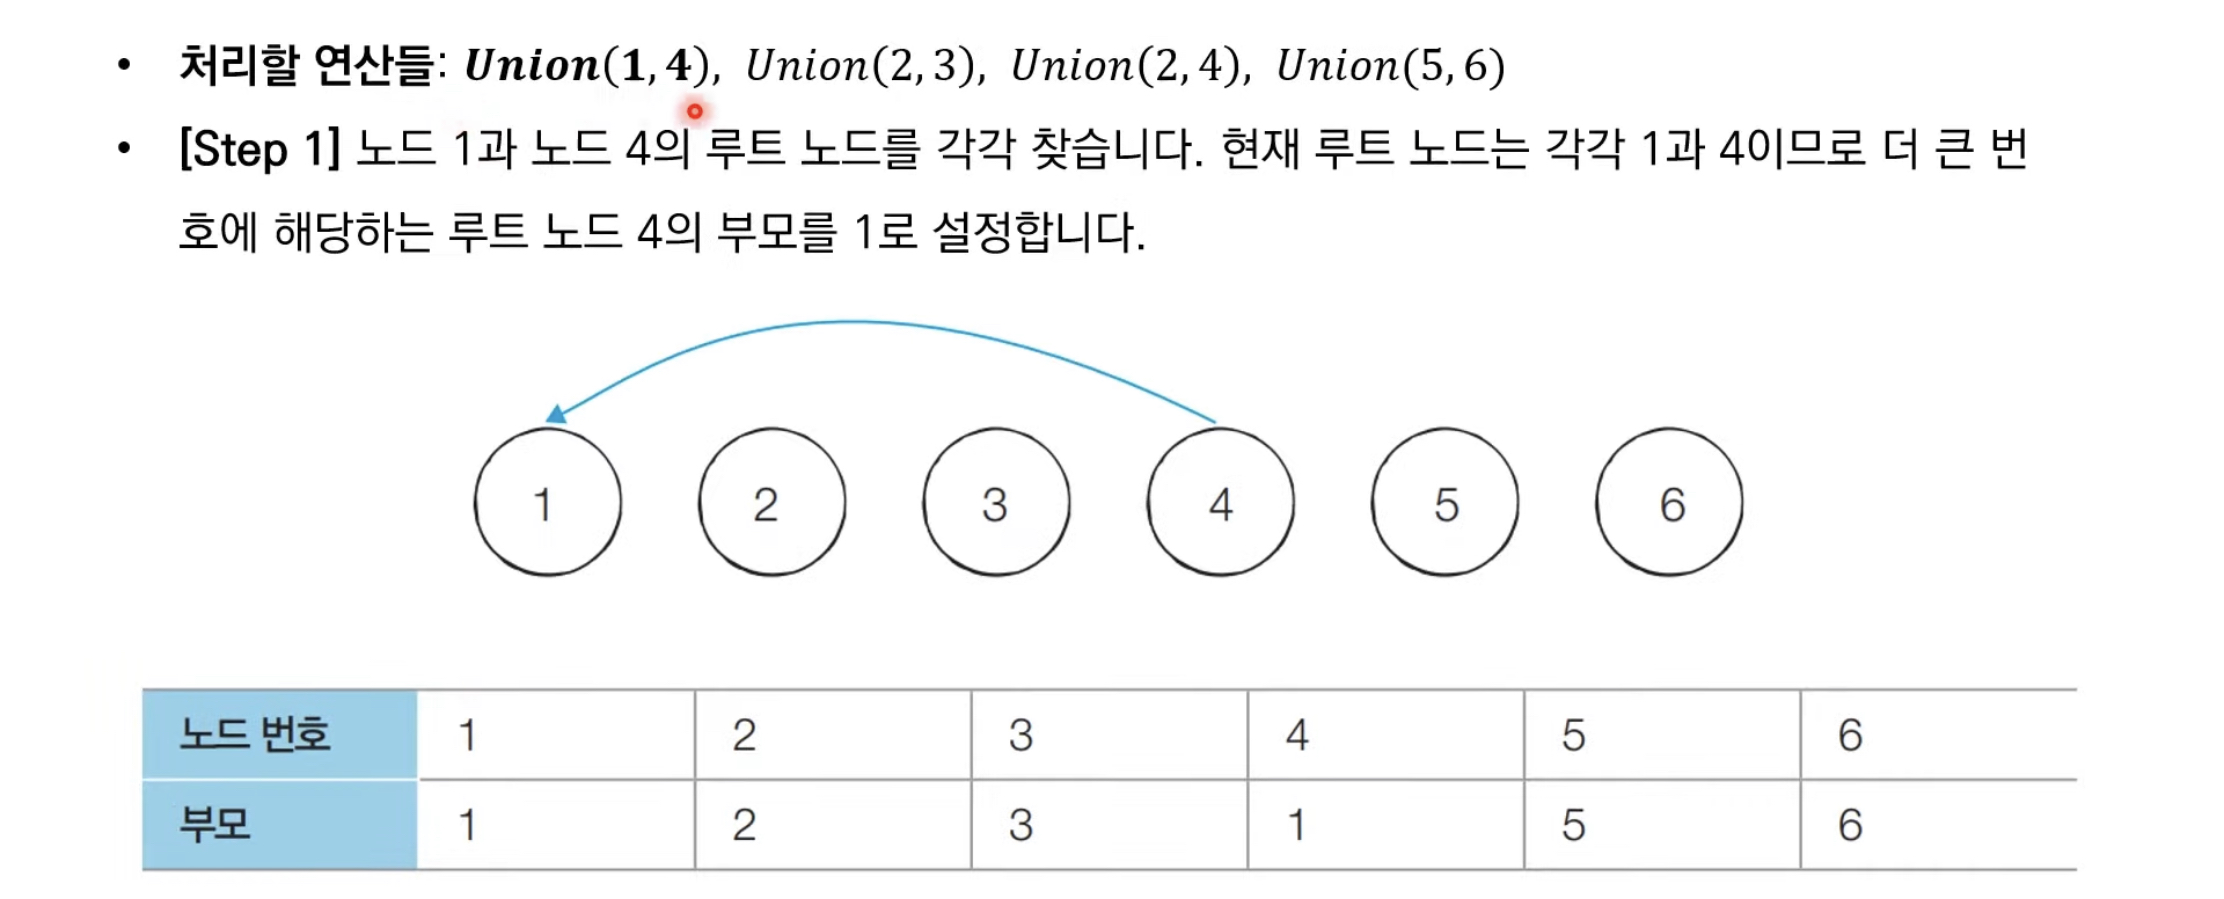 • 처리할 연산들: Union(1, 4), Union(2, 3), Union(2, 4), Union(5, 6)
• [Step 1] 노드 1과 노드 4의 루트 노드를 각각 찾습니다. 현재 루트 노드는 각각 1과 4이므로 더 큰 번
호에 해당하는 루트 노드 4의 부모를 1로 설정합니다.
1 2 3 4 5 6
노드 번호 1 2 3 4 5 6
부모 1 2 3 1 5 6